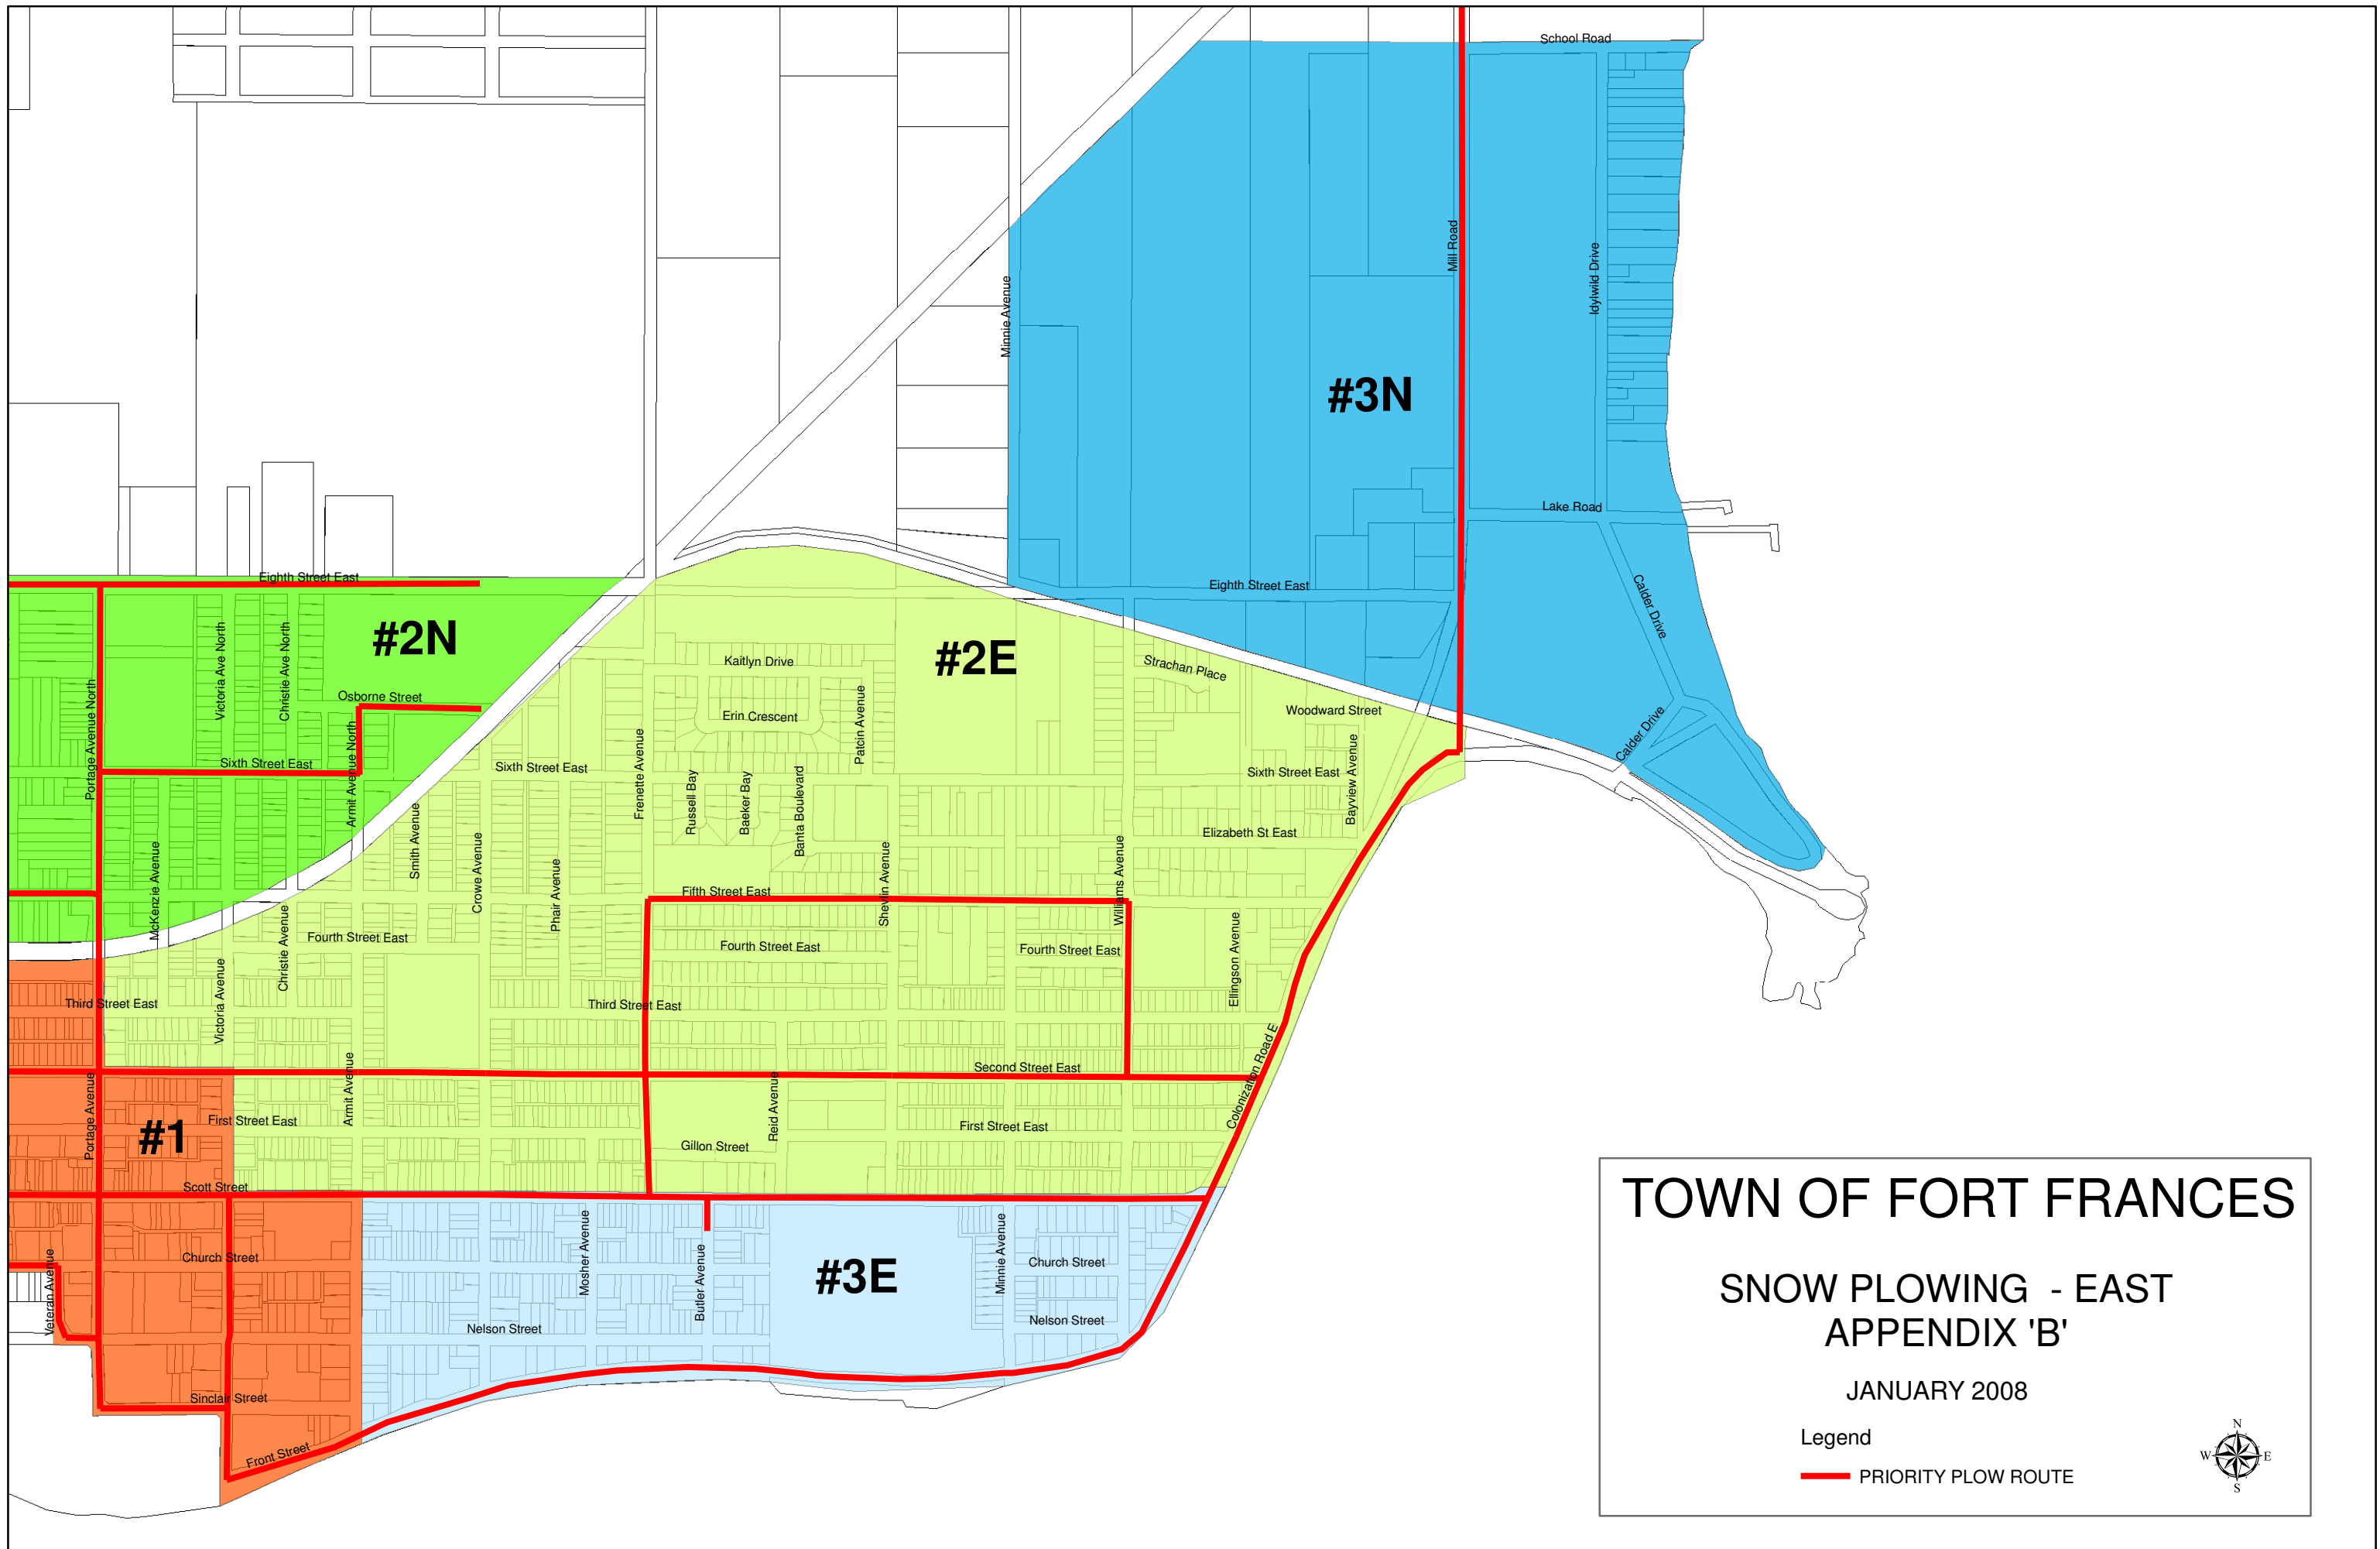 School Road
Mill Road
Idylwild Drive
Minnie Avenue
#3N
Lake Road
Eighth Street East
Eighth Street East
Calder Drive
Victoria Ave North
Christie Ave North
#2N
#2E
Kaitlyn Drive
Strachan Place
Osborne Street
Portage Avenue North
Erin Crescent
Patcin Avenue
Woodward Street
Calder Drive
Armit Avenue North
Sixth Street East
Sixth Street East
Frenette Avenue
Russell Bay
Baeker Bay
Banta Boulevard
Sixth Street East
Bayview Avenue
Smith Avenue
Elizabeth St East
McKenzie Avenue
Crowe Avenue
Phair Avenue
Fifth Street East
Shevlin Avenue
Williams Avenue
Christie Avenue
Fourth Street East
Fourth Street East
Fourth Street East
Ellingson Avenue
Victoria Avenue
Third Street East
Third Street East
Colonization Road E
Second Street East
Portage Avenue
#1
First Street East
Armit Avenue
Reid Avenue
First Street East
Gillon Street
Scott Street
Veteran Avenue
Church Street
Mosher Avenue
Butler Avenue
#3E
Minnie Avenue
Church Street
Nelson Street
Nelson Street
Sinclair Street
Front Street
TOWN OF FORT FRANCES
SNOW PLOWING - EAST
APPENDIX 'B'
JANUARY 2008
Legend
PRIORITY PLOW ROUTE
N
W
E
S